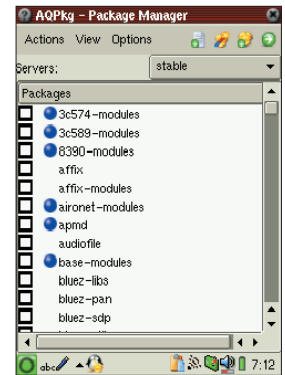 AQPkg - Package Manager
Actions View Options
Servers: stable
Packages
3c574-modules
3c589-modules
8390-modules
affix
affix-modules
aironet-modules
apmd
audiofile
base-modules
bluez-libs
bluez-pan
bluez-sdp
abc 7:12